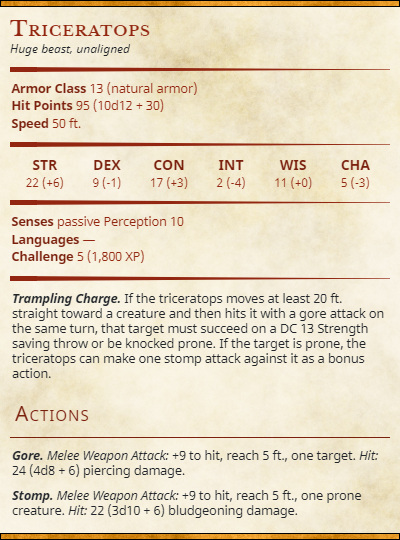 Triceratops
Huge beast, unaligned
Armor Class 13 (natural armor)
Hit Points 95 (10d12 + 30)
Speed 50 ft.
STR DEX CON INT WIS CHA
22 (+6) 9 (-1) 17 (+3) 2 (-4) 11 (+0) 5 (-3)
Senses passive Perception 10
Languages —
Challenge 5 (1,800 XP)
Trampling Charge. If the triceratops moves at least 20 ft.
straight toward a creature and then hits it with a gore attack on
the same turn, that target must succeed on a DC 13 Strength
saving throw or be knocked prone. If the target is prone, the
triceratops can make one stomp attack against it as a bonus
action.
Actions
Gore. Melee Weapon Attack: +9 to hit, reach 5 ft., one target. Hit:
24 (4d8 + 6) piercing damage.
Stomp. Melee Weapon Attack: +9 to hit, reach 5 ft., one prone
creature. Hit: 22 (3d10 + 6) bludgeoning damage.